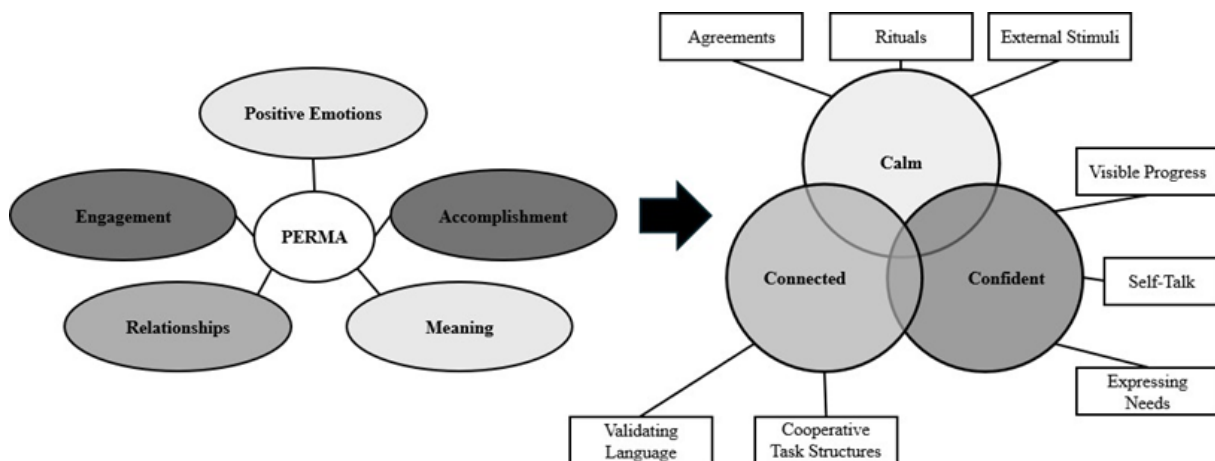 Positive Emotions
Engagement
Accomplishment
PERMA
Relationships
Meaning
Agreements
Rituals
External Stimuli
Calm
Visible Progress
Connected
Confident
Self-Talk
Expressing
Needs
Validating
Language
Cooperative
Task Structures